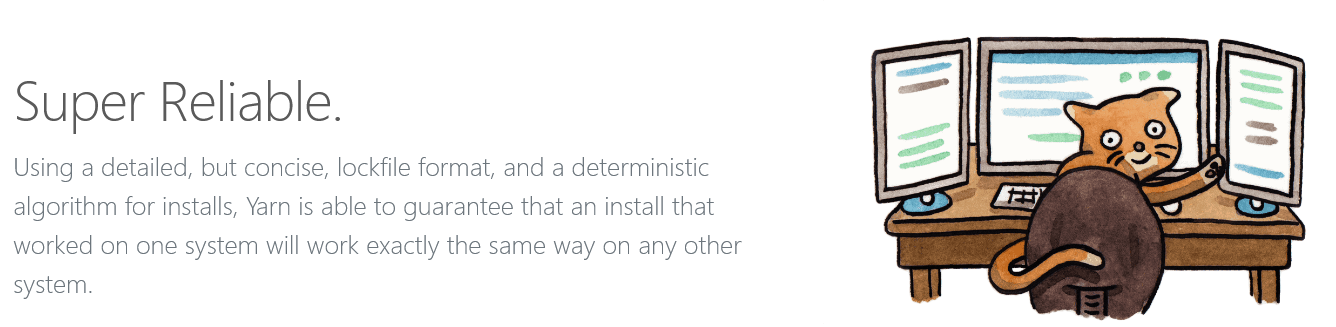 Super Reliable.
Using a detailed, but concise, lockfile format, and a deterministic
algorithm for installs, Yarn is able to guarantee that an install that
worked on one system will work exactly the same way on any other
system.